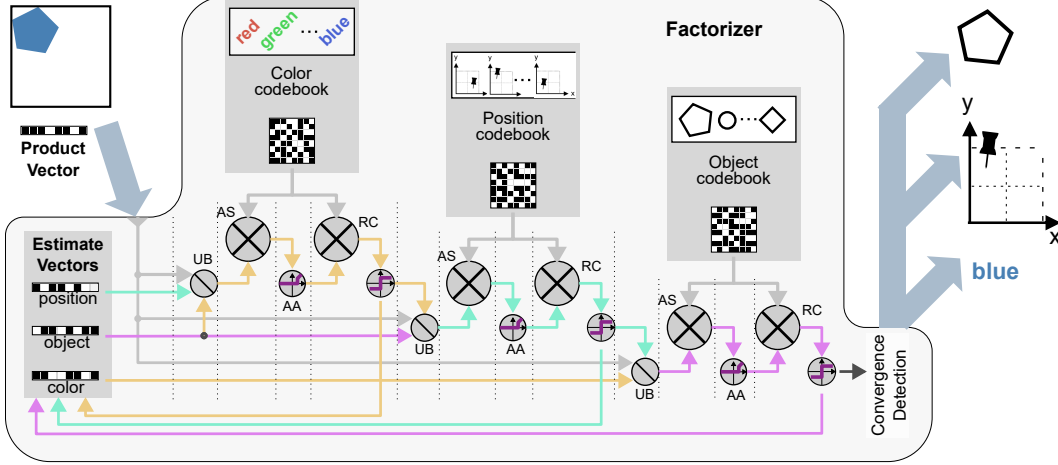 Factorizer
red green ... blue
Color
codebook
y y y
... x
Position
codebook
...
Object
codebook
Product
Vector
Estimate
Vectors
position
object
color
UB
AS
AA
RC
UB
AS
AA
RC
UB
AS
AA
RC
Convergence
Detection
y
x
blue